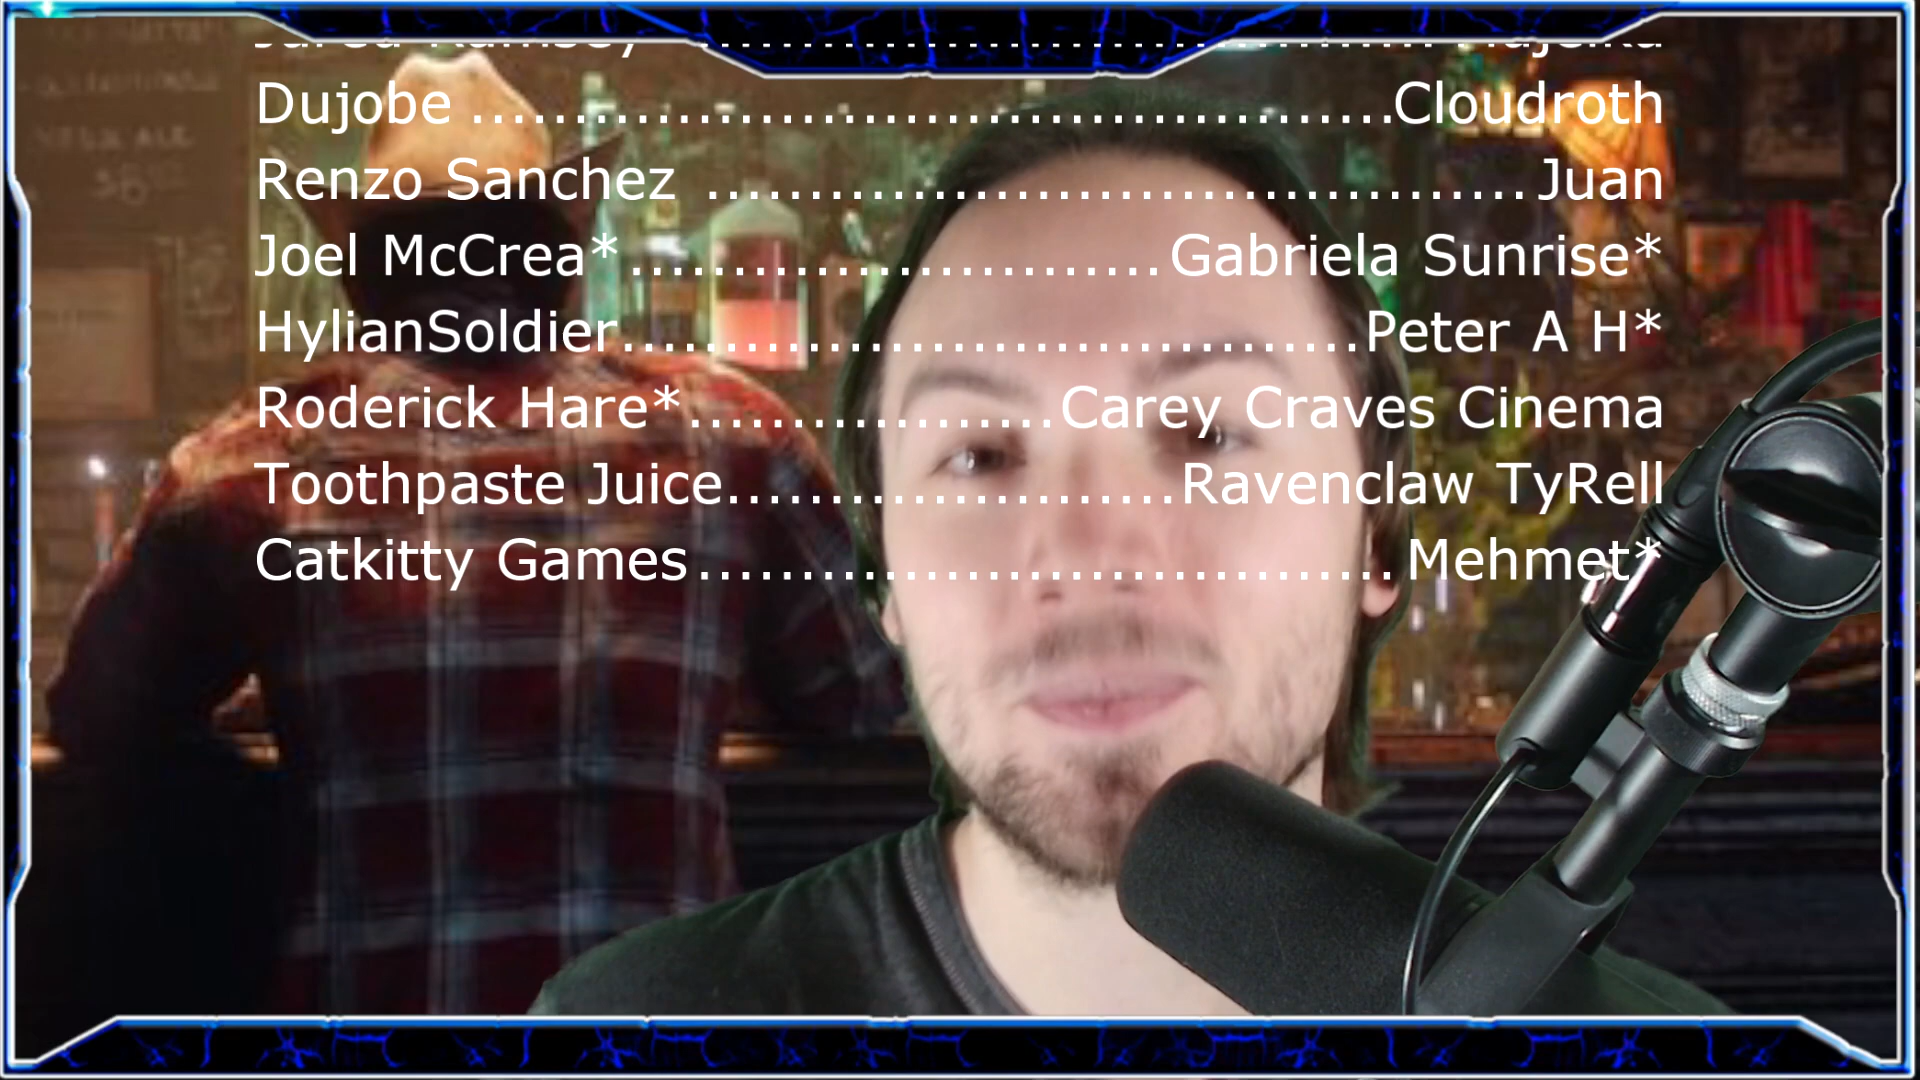 Dujobe ..................................................Cloudroth
Renzo Sanchez ............................................Juan
Joel McCrea*............................Gabriela Sunrise*
HylianSoldier........................................Peter A H*
Roderick Hare*....................Carey Craves Cinema
Toothpaste Juice........................Ravenclaw TyRell
Catkitty Games.....................................Mehmet*